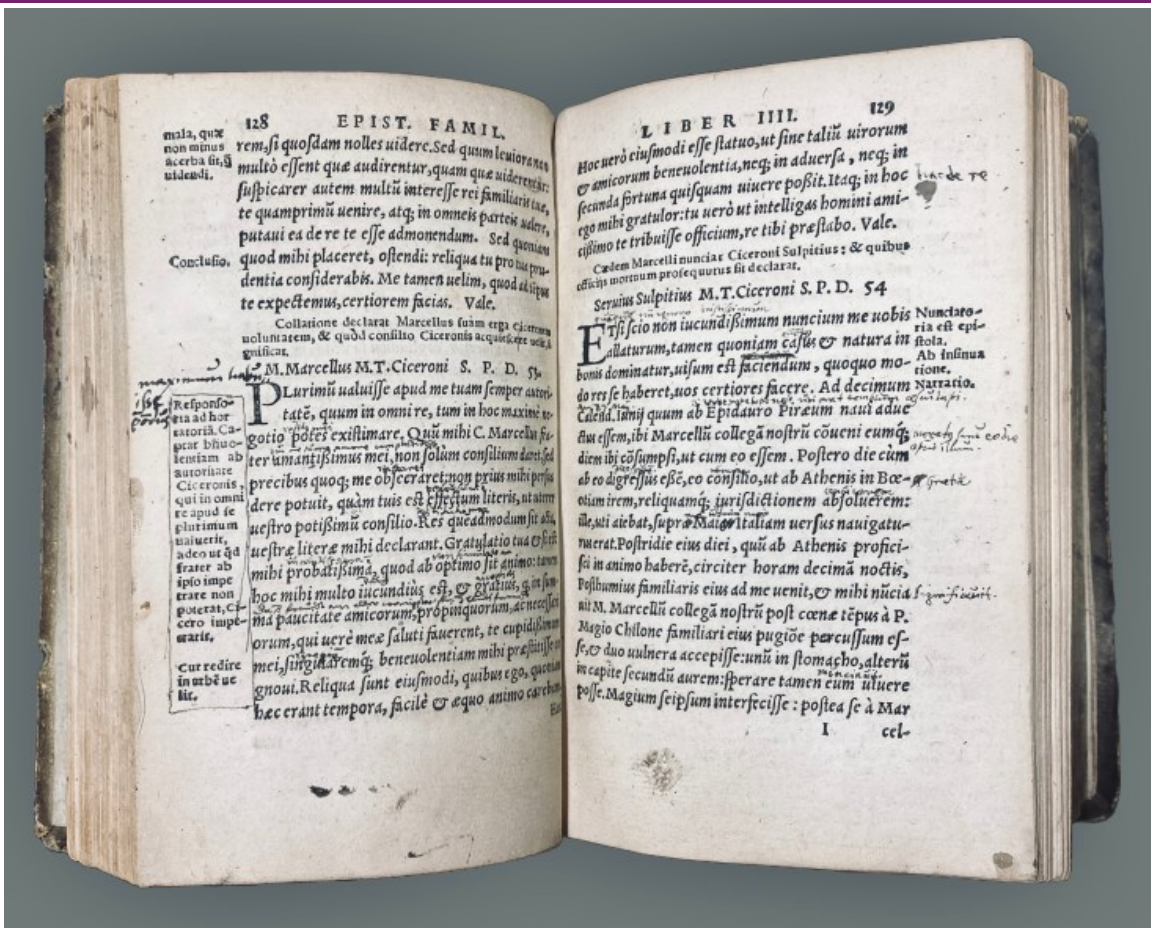 128 EPIST. FAMIL.
mala, quæ
non minus
acerba sit, q̃
uidendi.
rem, si quosdam nolles uidere. Sed quum leuiora non
multò essent quæ audirentur, quam quæ uiderentur:
suspicarer autem multũ interesse rei familiaris tuæ,
te quamprimũ uenire, atq; in omneis parteis ualere,
putaui ea de re te esse admonendum. Sed quoniam
Conclusio.
quod mihi placeret, ostendi: reliqua tu pro tua pru-
dentia considerabis. Me tamen uelim, quod ad tẽpus
te expectemus, certiorem facias. Vale.
Collatione declarat Marcellus suam erga Ciceronem
uoluntatem, & quòd consilio Ciceronis acquiescere uelit, si
gnificat.
M. Marcellus M. T. Ciceroni S. P. D. 53.
Responso-
ria ad hor
tatoriã. Ca-
ptat bñuo-
lentiam ab
autoritate
Ciceronis,
qui in omni
re apud se
plurimum
ualuerit,
adeo ut qd
frater ab
ipso impe
trare non
poterat, Ci-
cero impe-
trarit.
Cur redire
in urbẽ ue
lit.
PLurimũ ualuisse apud me tuam semper autori-
tatẽ, quum in omni re, tum in hoc maximè ne-
gotio potes existimare. Quũ mihi C. Marcellus fra-
ter amantißimus mei, non solùm consilium daret, sed
precibus quoq; me obsecraret: non prius mihi persua
dere potuit, quàm tuis est effectum literis, ut uterer
uestro potißimũ consilio. Res quẽadmodum sit acta,
uestræ literæ mihi declarant. Gratulatio tua & si est
mihi probatißima, quod ab optimo sit animo: tamen
hoc mihi multo iucundius est, & gratius, q̃ in sum
ma paucitate amicorum, propinquorum, ac necessari
orum, qui uerè meæ saluti fauerent, te cupidißimum
mei, singularemq; beneuolentiam mihi præstitisse co
gnoui. Reliqua sunt eiusmodi, quibus ego, quoniam
hæc erant tempora, facilè & æquo animo carebam.
LIBER IIII. 129
Hoc uerò eiusmodi esse statuo, ut sine taliũ uirorum
& amicorum beneuolentia, neq; in aduersa, neq; in
secunda fortuna quisquam uiuere poßit. Itaq; in hoc
hac de re
ego mihi gratulor: tu uerò ut intelligas homini ami-
cißimo te tribuisse officium, re tibi præstabo. Vale.
Cædem Marcelli nunciat Ciceroni Sulpitius: & quibus
officijs mortuum prosequutus sit declarat.
Seruius Sulpitius M. T. Ciceroni S. P. D. 54
ETsi scio non iucundißimum nuncium me uobis
allaturum, tamen quoniam casus & natura in
bonis dominatur, uisum est faciendum, quoquo mo-
do res se haberet, uos certiores facere. Ad decimum
Nunciato-
ria est epi-
stola.
Ab insinua
tione.
Narratio.
Calend. Iunij quum ab Epidauro Piræum naui adue
ctus essem, ibi Marcellũ collegã nostrũ cõueni eumq;
diem ibi cõsumpsi, ut cum eo essem. Postero die cùm
ab eo digressus eßẽ, eo cõsilio, ut ab Athenis in Bœ-
otiam irem, reliquamq; iurisdictionem absoluerem:
ille, uti aiebat, supra Maias Italiam uersus nauigatu-
rus erat. Postridie eius diei, quũ ab Athenis profici-
sci in animo haberẽ, circiter horam decimã noctis,
Posthumius familiaris eius ad me uenit, & mihi nũcia
uit M. Marcellũ collegã nostrũ post cœnæ tẽpus à P.
Magio Chilone familiari eius pugiõe percussum es-
se, & duo uulnera accepisse: unũ in stomacho, alterũ
in capite secundũ aurem: sperare tamen eum uiuere
posse. Magium seipsum interfecisse: postea se à Mar
I cel-